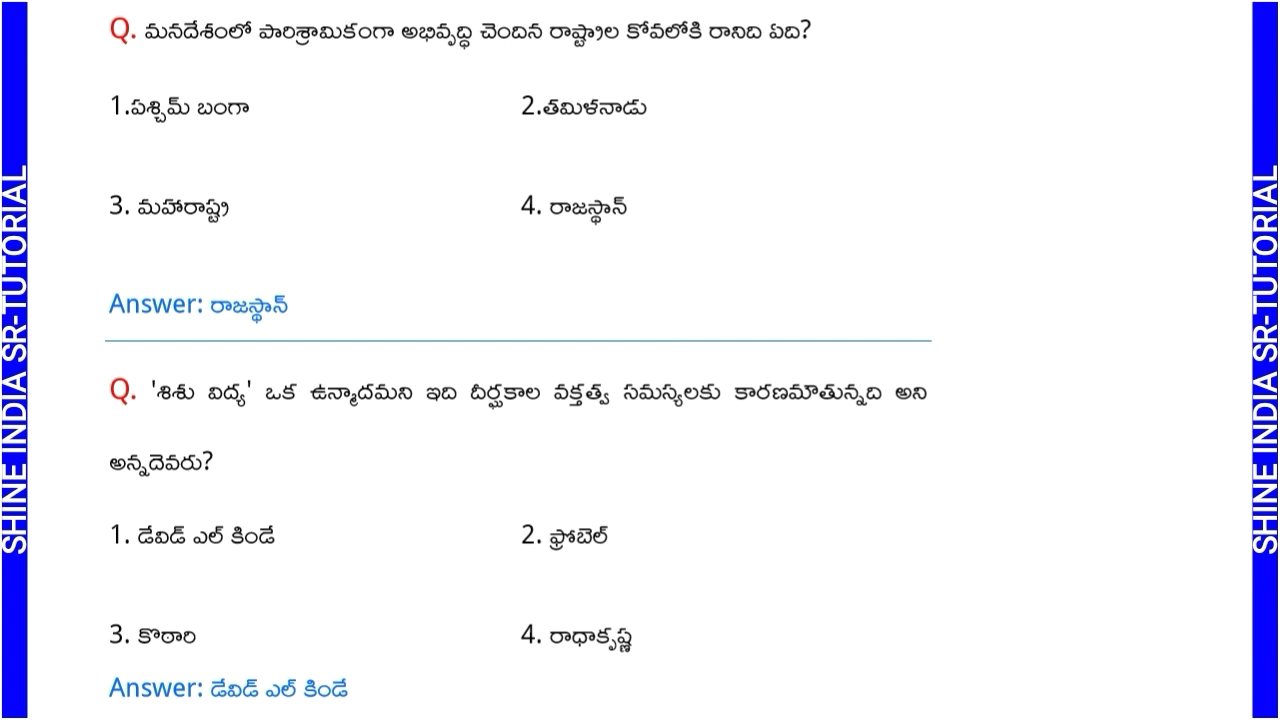 SHINE INDIA SR-TUTORIAL
Q. మనదేశంలో పారిశ్రామికంగా అభివృద్ధి చెందిన రాష్ట్రాల కోవలోకి రానిది ఏది?
1.పశ్చిమ్ బంగా 2.తమిళనాడు
3. మహారాష్ట్ర 4. రాజస్థాన్
Answer: రాజస్థాన్
Q. 'శిశు విద్య' ఒక ఉన్మాదమని ఇది దీర్ఘకాల వక్తత్వ సమస్యలకు కారణమౌతున్నది అని
అన్నదెవరు?
1. డేవిడ్ ఎల్ కిండే 2. ఫ్రోబెల్
3. కొఠారి 4. రాధాకృష్ణ
Answer: డేవిడ్ ఎల్ కిండే
SHINE INDIA SR-TUTORIAL